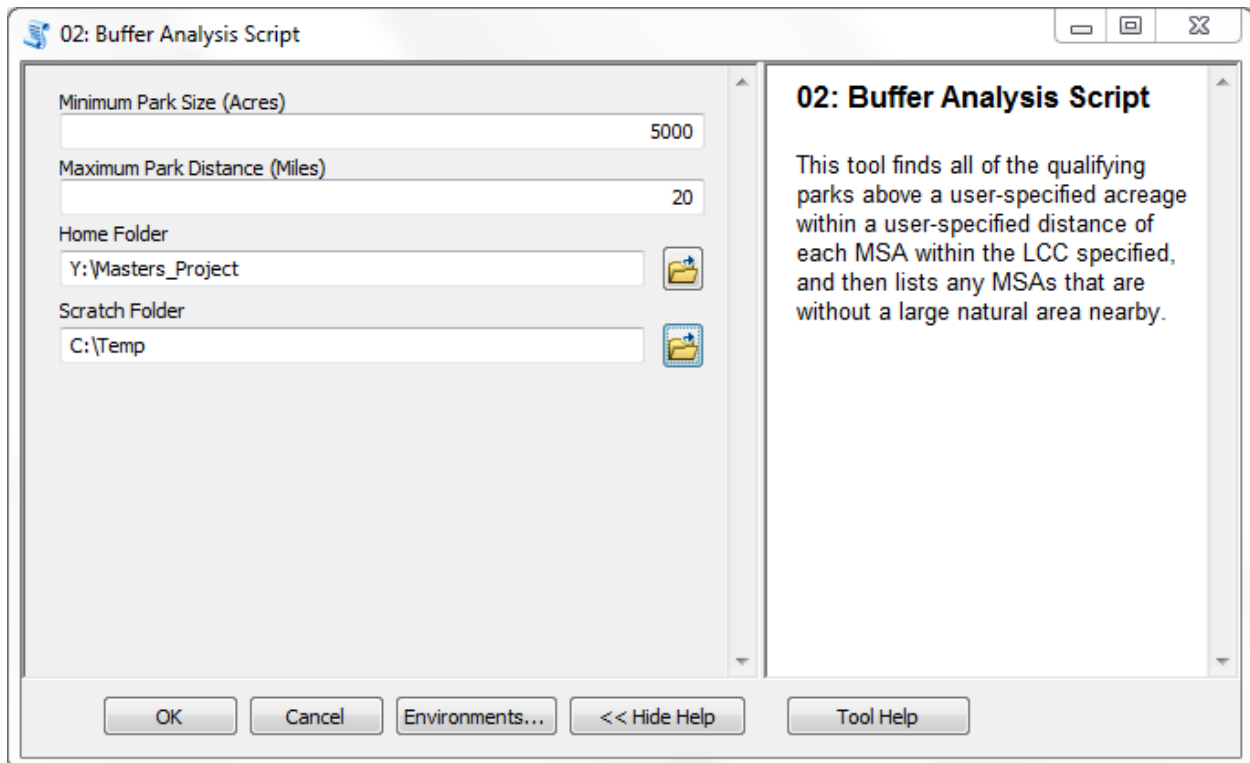 02: Buffer Analysis Script
Minimum Park Size (Acres)
5000
Maximum Park Distance (Miles)
20
Home Folder
Y:\Masters_Project
Scratch Folder
C:\Temp
02: Buffer Analysis Script
This tool finds all of the qualifying
parks above a user-specified acreage
within a user-specified distance of
each MSA within the LCC specified,
and then lists any MSAs that are
without a large natural area nearby.
OK
Cancel
Environments...
<< Hide Help
Tool Help